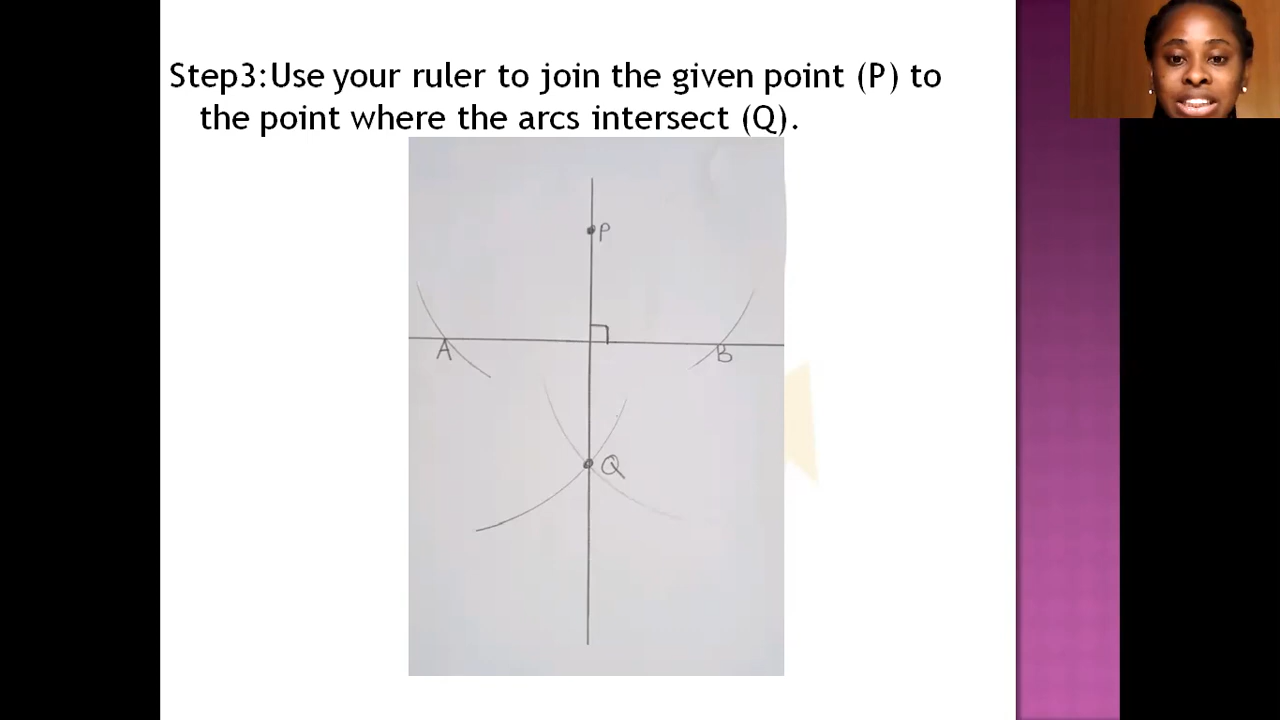 Step3:Use your ruler to join the given point (P) to
the point where the arcs intersect (Q).
P
A
B
Q